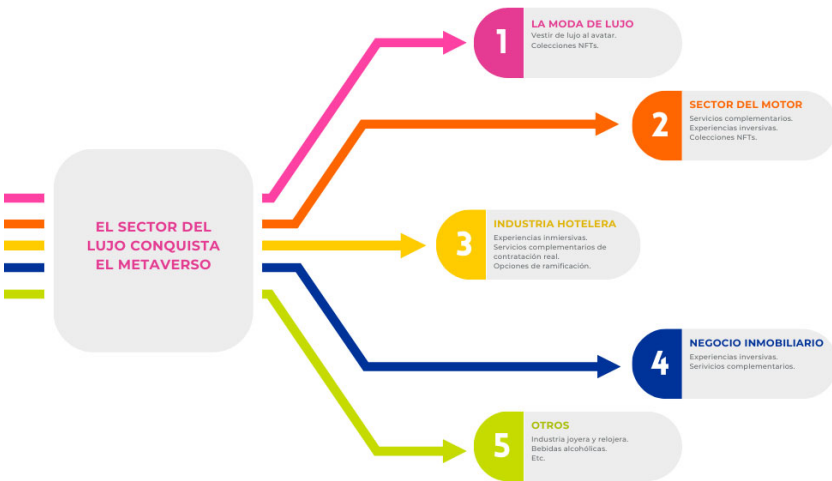 EL SECTOR DEL
LUJO CONQUISTA
EL METAVERSO
1
LA MODA DE LUJO
Vestir de lujo al avatar.
Colecciones NFTs.
2
SECTOR DEL MOTOR
Servicios complementarios.
Experiencias inversivas.
Colecciones NFTs.
3
INDUSTRIA HOTELERA
Experiencias inmiersivas.
Servicios complementarios de
contratación real.
Opciones de ramificación.
4
NEGOCIO INMOBILIARIO
Experiencias inversivas.
Serivicios complementarios.
5
OTROS
Industria joyera y relojera.
Bebidas alcohólicas.
Etc.